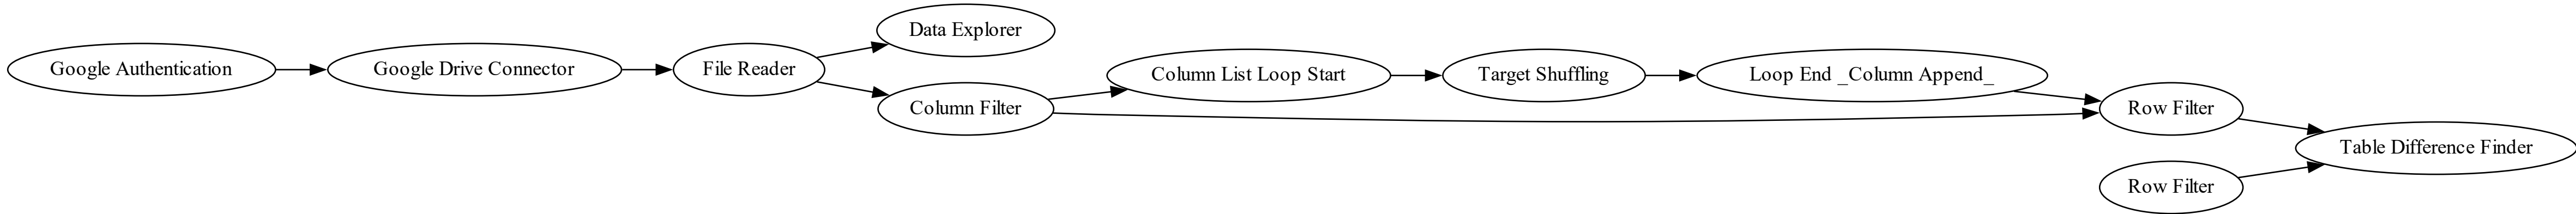 Google Authentication
Google Drive Connector
File Reader
Data Explorer
Column Filter
Column List Loop Start
Target Shuffling
Loop End _Column Append_
Row Filter
Row Filter
Table Difference Finder